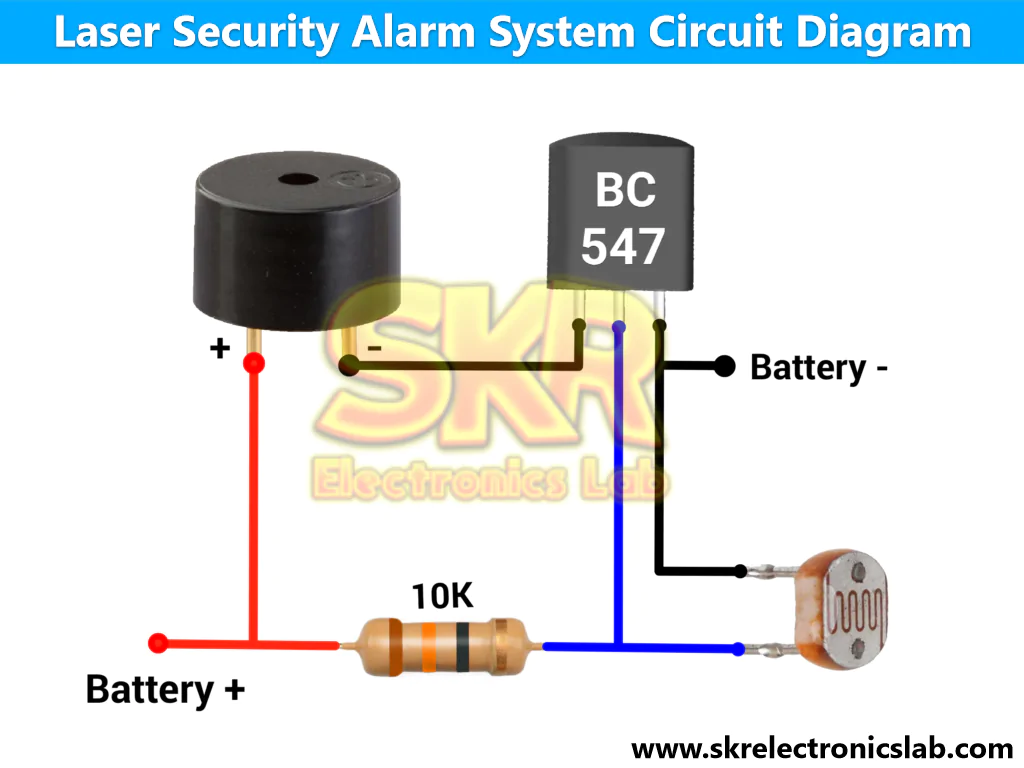 Laser Security Alarm System Circuit Diagram
BC
547
+
-
Battery -
SKR
Electronics Lab
10K
Battery +
www.skrelectronicslab.com